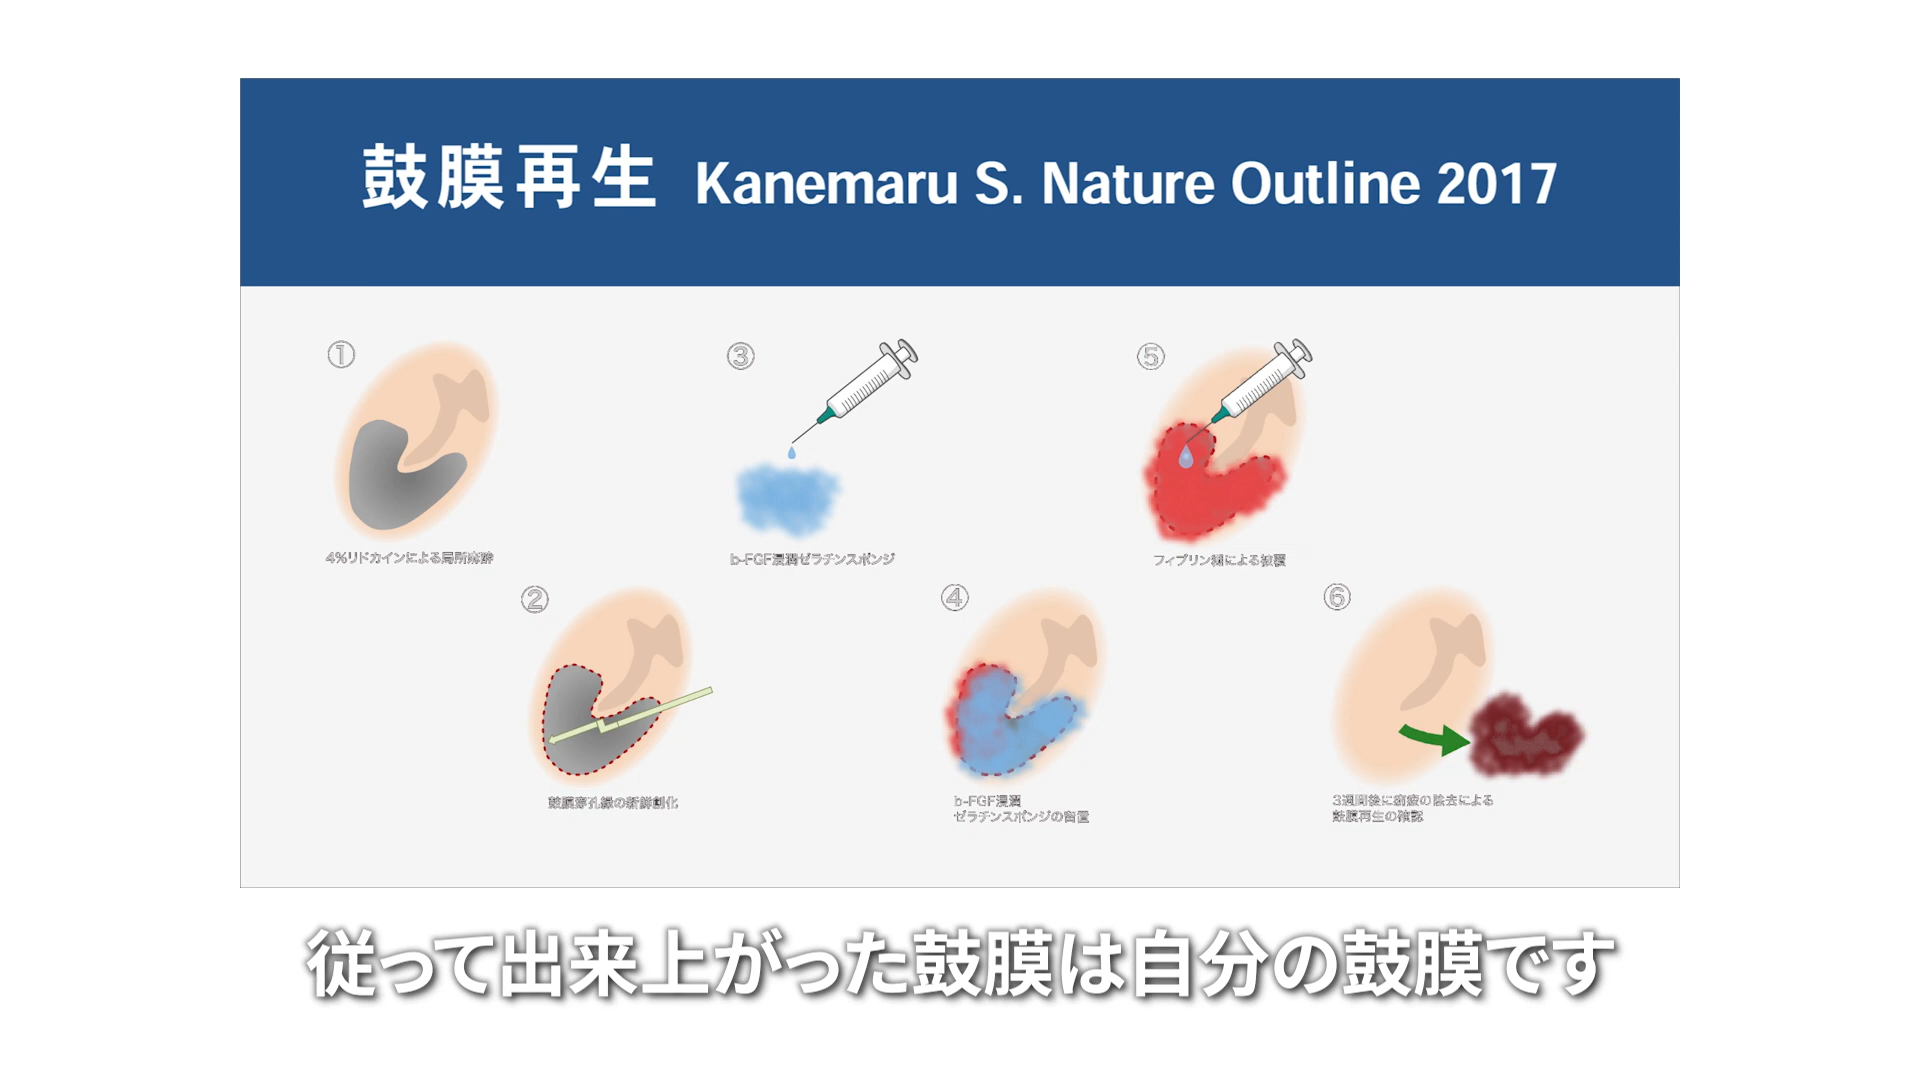 鼓膜再生 Kanemaru S. Nature Outline 2017
①
4%リドカインによる局所麻酔
②
鼓膜穿孔縁の新鮮創化
③
b-FGF浸潤ゼラチンスポンジ
④
b-FGF浸潤
ゼラチンスポンジの留置
⑤
フィブリン糊による被覆
⑥
3週間後に痂疲の除去による
鼓膜再生の確認
従って出来上がった鼓膜は自分の鼓膜です